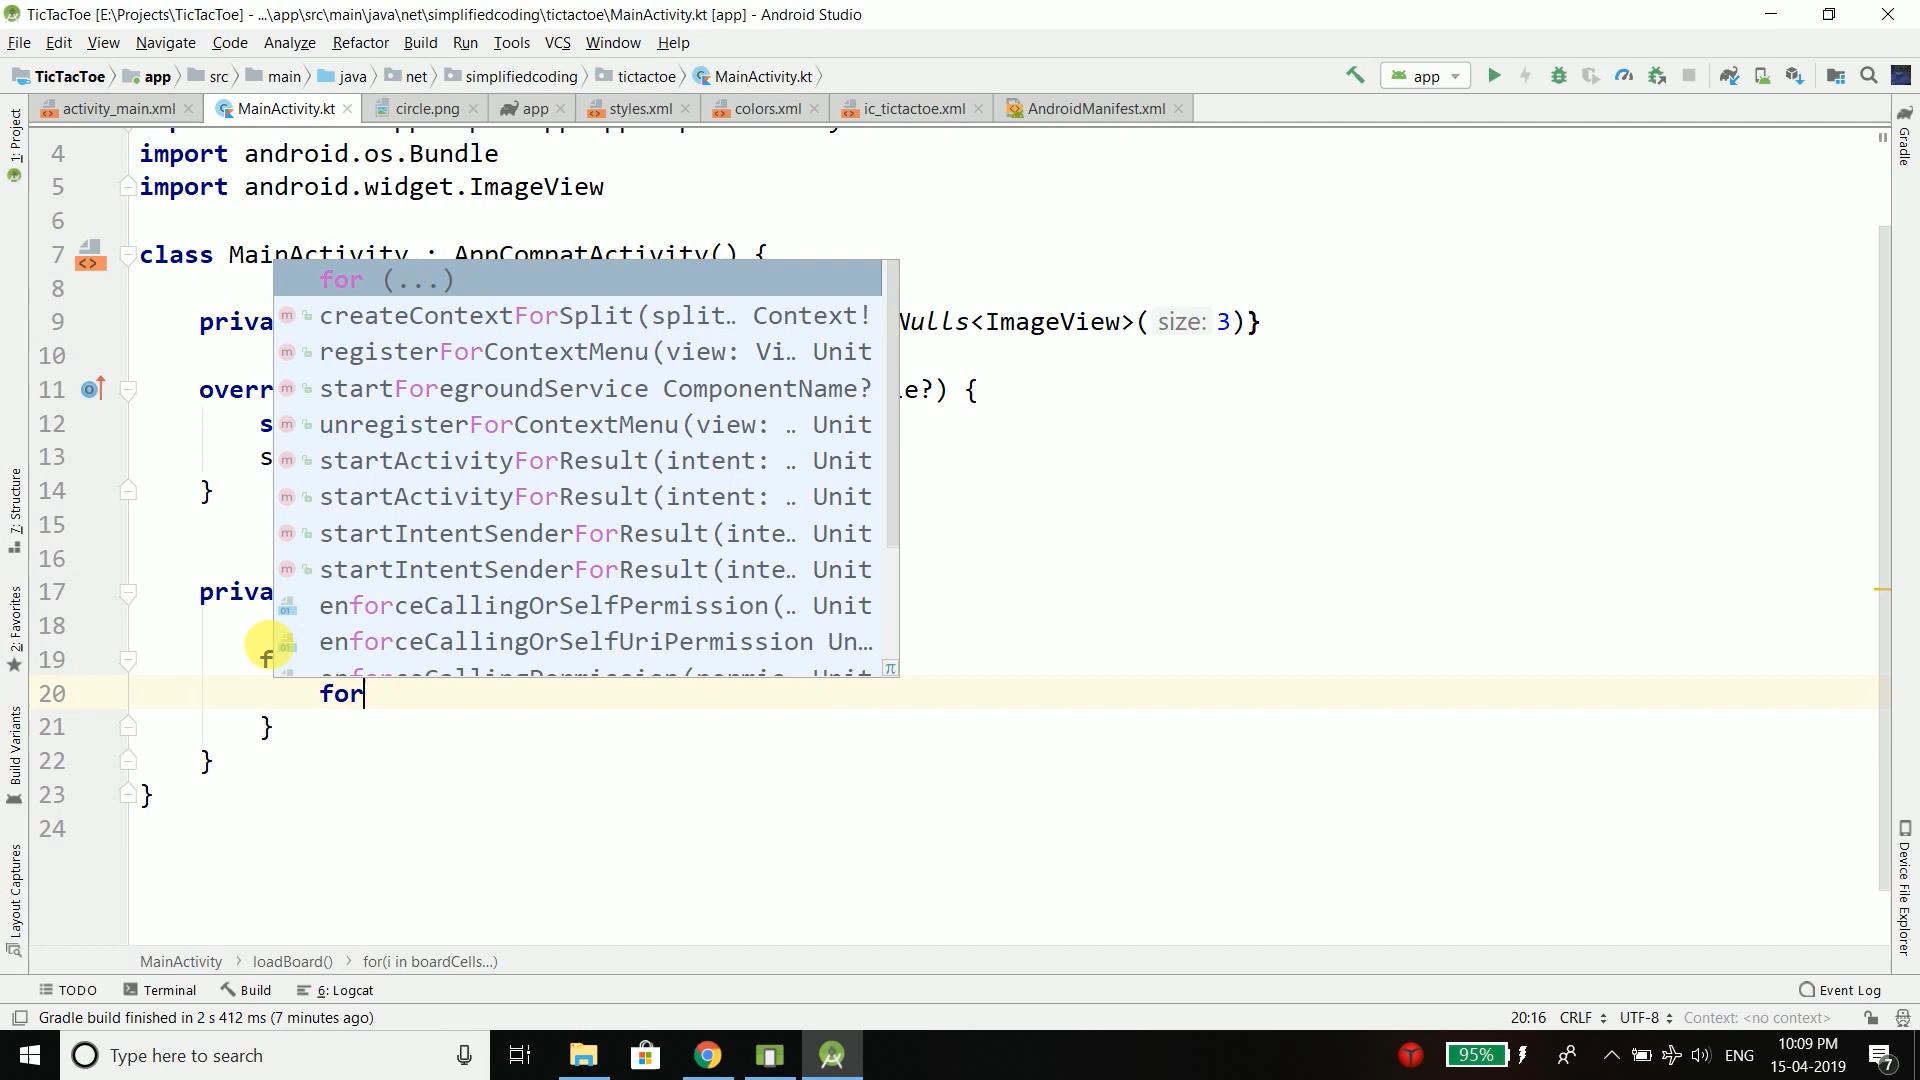 TicTacToe [E:\Projects\TicTacToe] - ...\app\src\main\java\net\simplifiedcoding\tictactoe\MainActivity.kt [app] - Android Studio
File Edit View Navigate Code Analyze Refactor Build Run Tools VCS Window Help
TicTacToe app src main java net simplifiedcoding tictactoe MainActivity.kt app
activity_main.xml MainActivity.kt circle.png app styles.xml colors.xml ic_tictactoe.xml AndroidManifest.xml
1: Project
7: Structure
2: Favorites
Build Variants
Layout Captures
4 import android.os.Bundle
5 import android.widget.ImageView
6
7 class MainActivity : AppCompatActivity() {
8
9 priva Nulls<ImageView>( size: 3)}
10
11 overr e?) {
12 s
13 s
14 }
15
16
17 priva
18
19 f
20 for
21 }
22 }
23 }
24
for (...)
createContextForSplit(split… Context!
registerForContextMenu(view: Vi… Unit
startForegroundService ComponentName?
unregisterForContextMenu(view: … Unit
startActivityForResult(intent: … Unit
startActivityForResult(intent: … Unit
startIntentSenderForResult(inte… Unit
startIntentSenderForResult(inte… Unit
enforceCallingOrSelfPermission(… Unit
enforceCallingOrSelfUriPermission Un…
π
Gradle
Device File Explorer
MainActivity loadBoard() for(i in boardCells...)
TODO Terminal Build 6: Logcat Event Log
Gradle build finished in 2 s 412 ms (7 minutes ago) 20:16 CRLF UTF-8 Context: <no context>
Type here to search 95% ENG 10:09 PM
15-04-2019
7